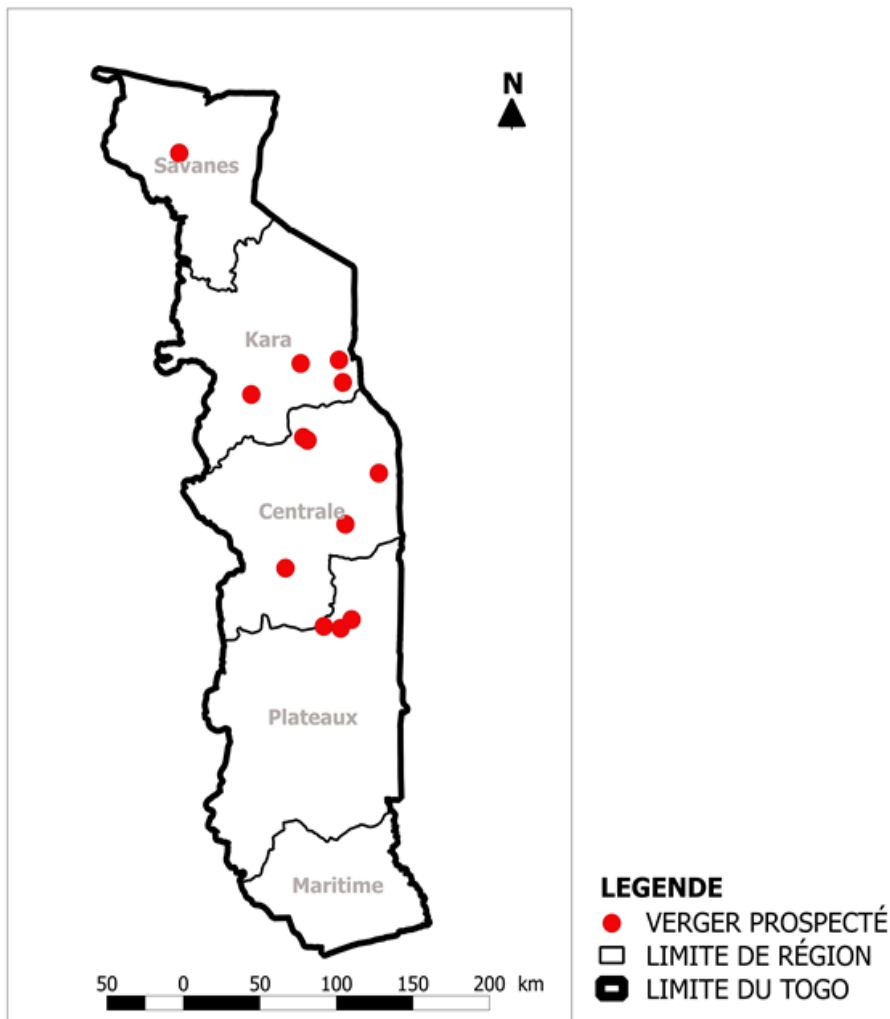 N
Savanes
Kara
Centrale
Plateaux
Maritime
LEGENDE
VERGER PROSPECTÉ
LIMITE DE RÉGION
LIMITE DU TOGO
50 0 50 100 150 200 km